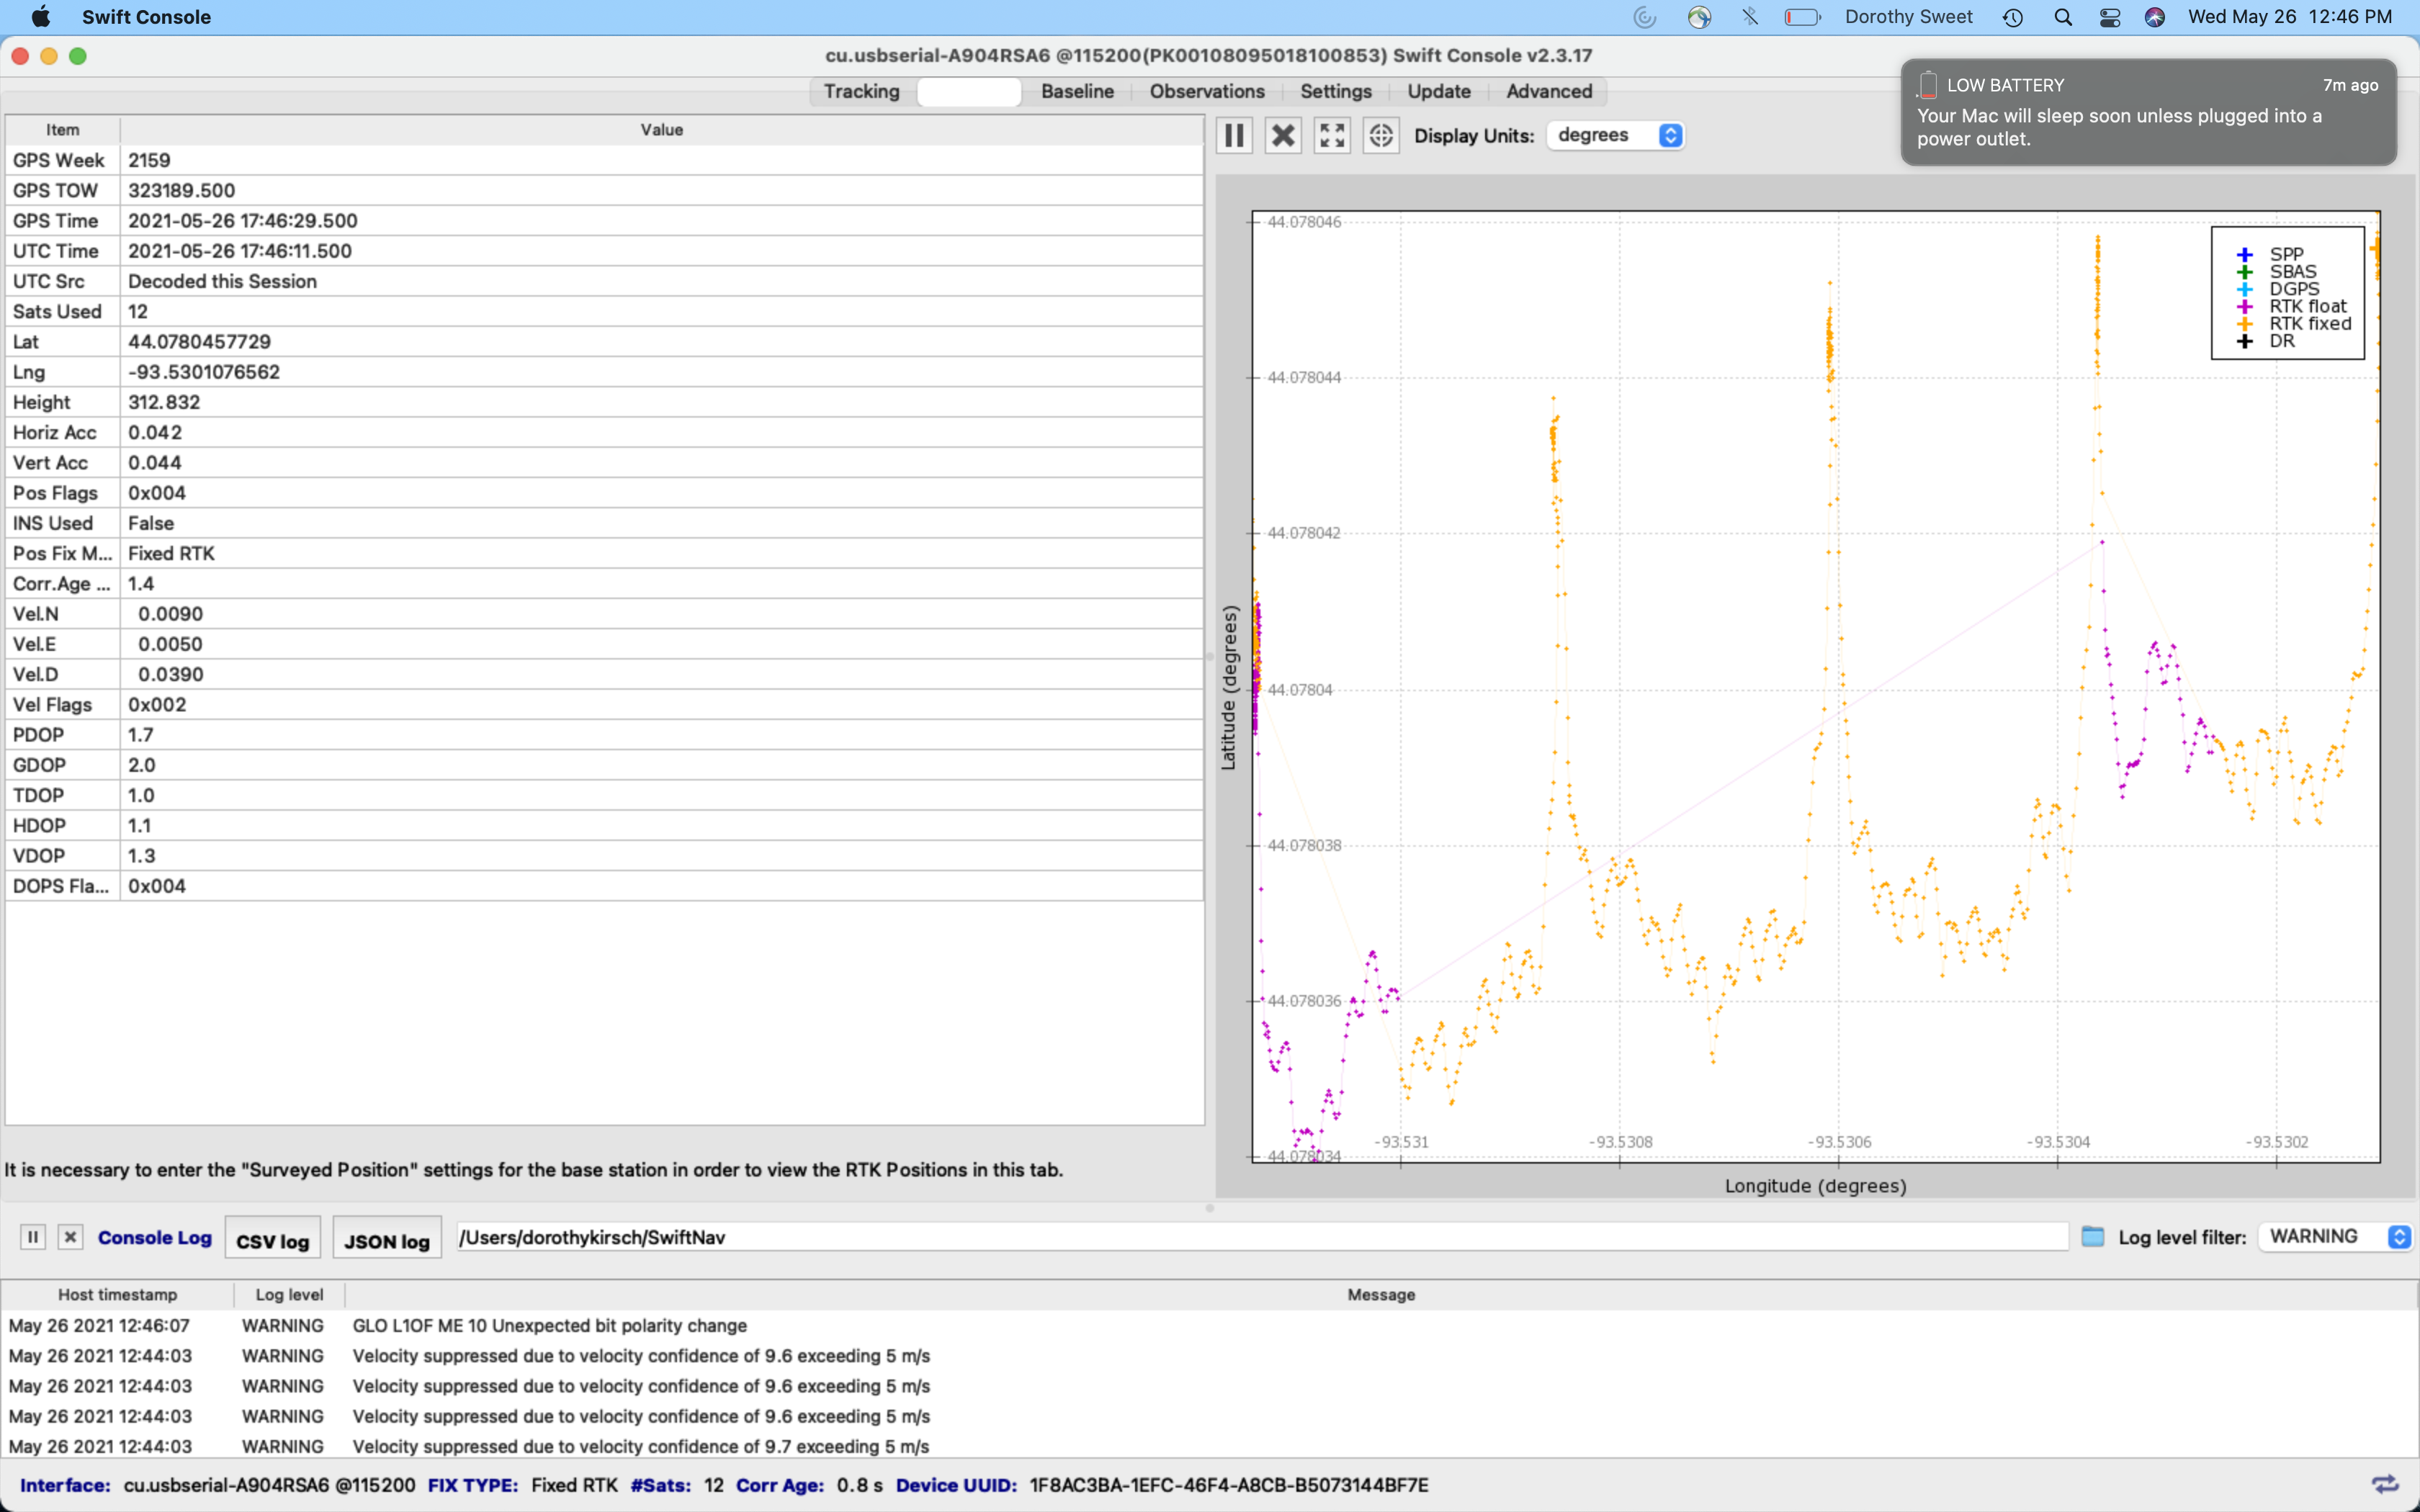 Swift Console
Dorothy Sweet
Wed May 26 12:46 PM
cu.usbserial-A904RSA6 @115200(PK00108095018100853) Swift Console v2.3.17
LOW BATTERY 7m ago
Your Mac will sleep soon unless plugged into a
power outlet.
Tracking Baseline Observations Settings Update Advanced
Item Value
GPS Week 2159
GPS TOW 323189.500
GPS Time 2021-05-26 17:46:29.500
UTC Time 2021-05-26 17:46:11.500
UTC Src Decoded this Session
Sats Used 12
Lat 44.0780457729
Lng -93.5301076562
Height 312.832
Horiz Acc 0.042
Vert Acc 0.044
Pos Flags 0x004
INS Used False
Pos Fix M... Fixed RTK
Corr.Age ... 1.4
Vel.N 0.0090
Vel.E 0.0050
Vel.D 0.0390
Vel Flags 0x002
PDOP 1.7
GDOP 2.0
TDOP 1.0
HDOP 1.1
VDOP 1.3
DOPS Fla... 0x004
It is necessary to enter the "Surveyed Position" settings for the base station in order to view the RTK Positions in this tab.
Display Units: degrees
44.078046
44.078044
44.078042
44.07804
44.078038
44.078036
44.078034
Latitude (degrees)
SPP
SBAS
DGPS
RTK float
RTK fixed
DR
-93.531 -93.5308 -93.5306 -93.5304 -93.5302
Longitude (degrees)
Console Log CSV log JSON log /Users/dorothykirsch/SwiftNav Log level filter: WARNING
Host timestamp Log level Message
May 26 2021 12:46:07 WARNING GLO L1OF ME 10 Unexpected bit polarity change
May 26 2021 12:44:03 WARNING Velocity suppressed due to velocity confidence of 9.6 exceeding 5 m/s
May 26 2021 12:44:03 WARNING Velocity suppressed due to velocity confidence of 9.6 exceeding 5 m/s
May 26 2021 12:44:03 WARNING Velocity suppressed due to velocity confidence of 9.6 exceeding 5 m/s
May 26 2021 12:44:03 WARNING Velocity suppressed due to velocity confidence of 9.7 exceeding 5 m/s
Interface: cu.usbserial-A904RSA6 @115200 FIX TYPE: Fixed RTK #Sats: 12 Corr Age: 0.8 s Device UUID: 1F8AC3BA-1EFC-46F4-A8CB-B5073144BF7E